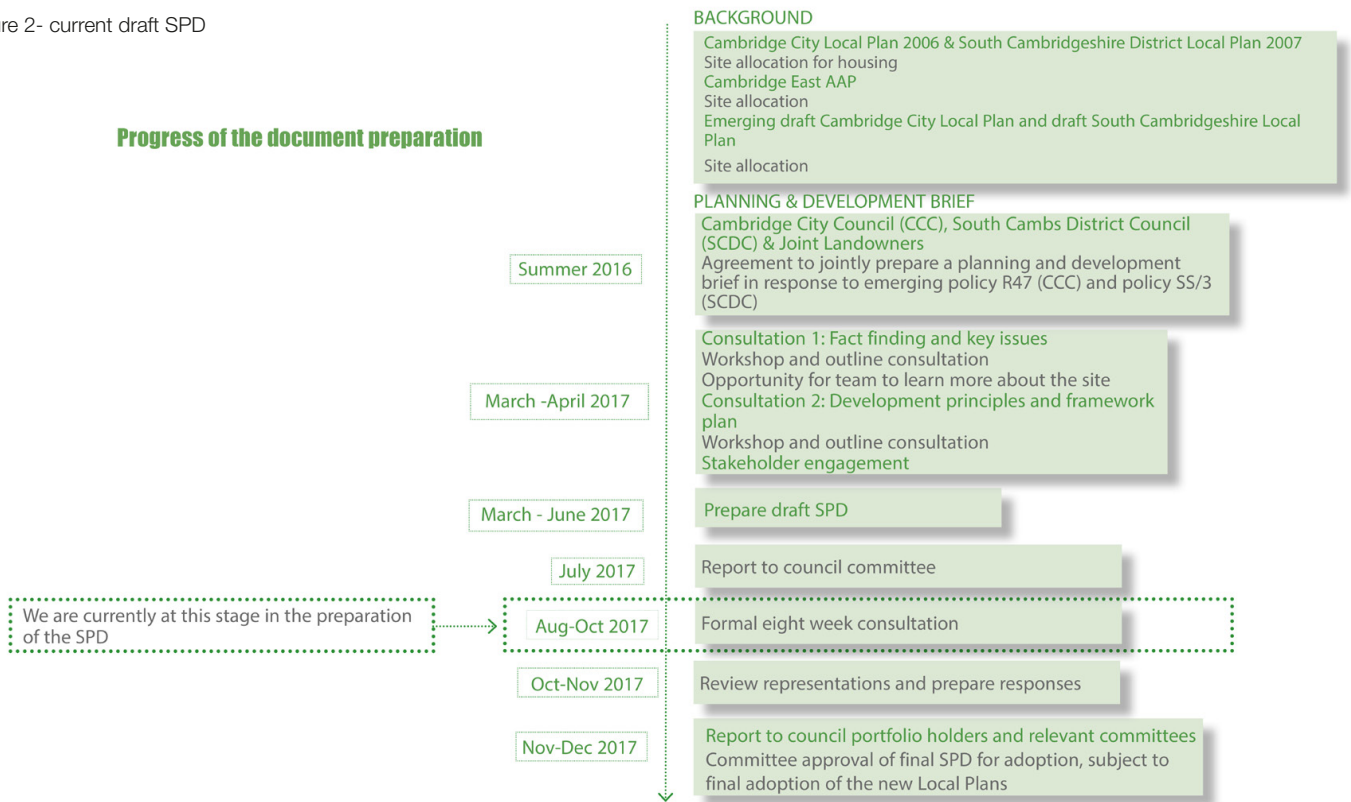 re 2- current draft SPD
Progress of the document preparation
BACKGROUND
Cambridge City Local Plan 2006 & South Cambridgeshire District Local Plan 2007
Site allocation for housing
Cambridge East AAP
Site allocation
Emerging draft Cambridge City Local Plan and draft South Cambridgeshire Local
Plan
Site allocation
PLANNING & DEVELOPMENT BRIEF
Summer 2016
Cambridge City Council (CCC), South Cambs District Council
(SCDC) & Joint Landowners
Agreement to jointly prepare a planning and development
brief in response to emerging policy R47 (CCC) and policy SS/3
(SCDC)
March -April 2017
Consultation 1: Fact finding and key issues
Workshop and outline consultation
Opportunity for team to learn more about the site
Consultation 2: Development principles and framework
plan
Workshop and outline consultation
Stakeholder engagement
March - June 2017
Prepare draft SPD
July 2017
Report to council committee
We are currently at this stage in the preparation
of the SPD
Aug-Oct 2017
Formal eight week consultation
Oct-Nov 2017
Review representations and prepare responses
Nov-Dec 2017
Report to council portfolio holders and relevant committees
Committee approval of final SPD for adoption, subject to
final adoption of the new Local Plans